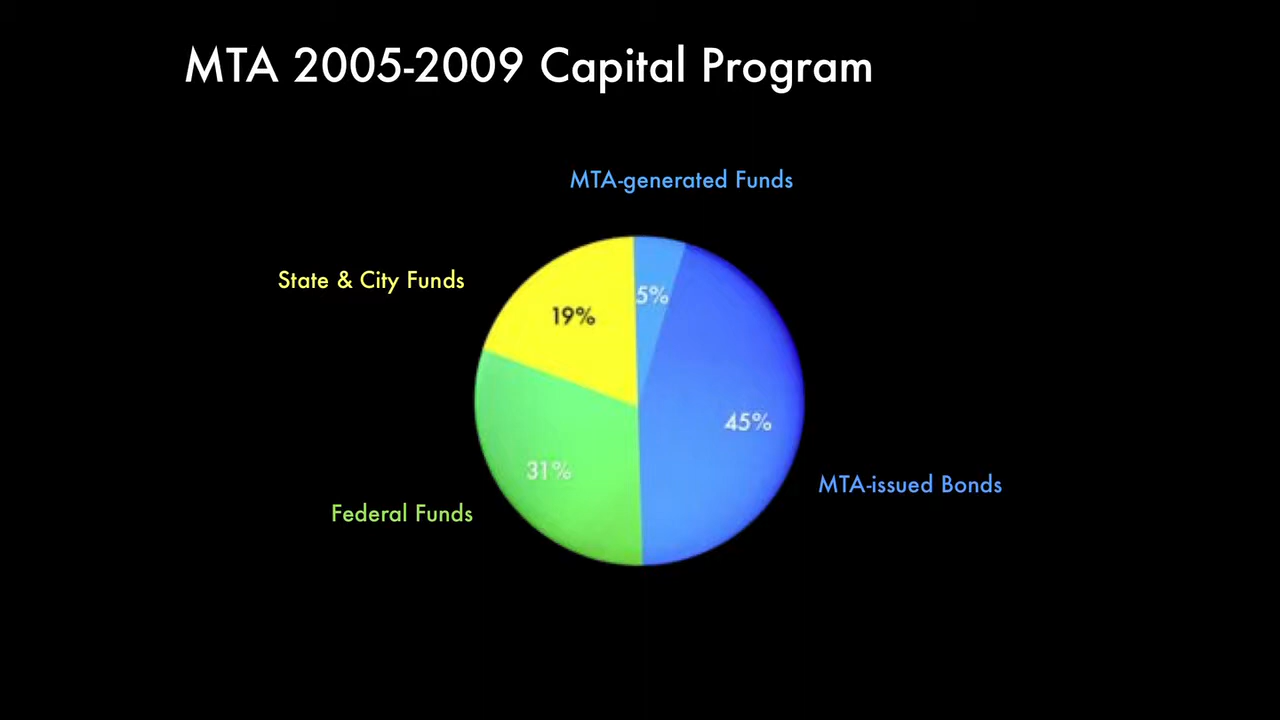 MTA 2005-2009 Capital Program
MTA-generated Funds
State & City Funds
5%
19%
45%
31%
MTA-issued Bonds
Federal Funds